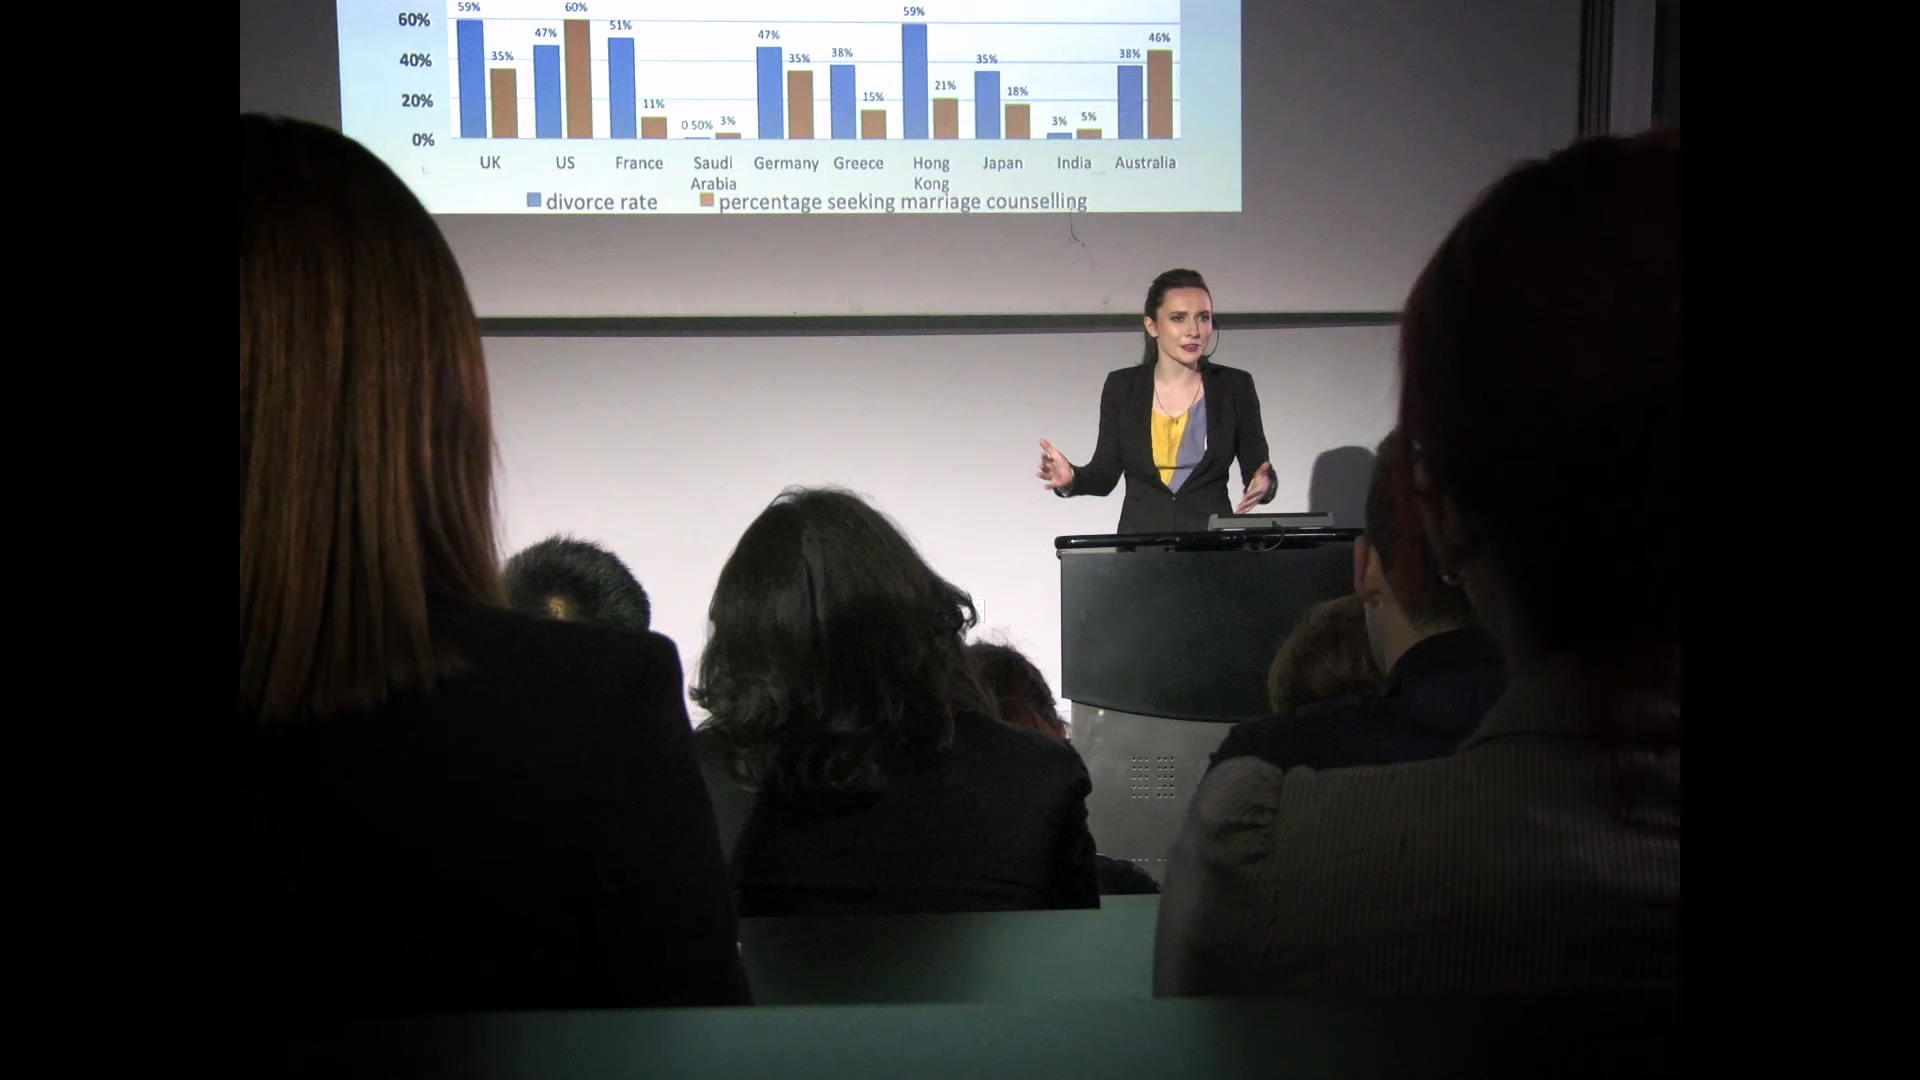 59% 60%
60% 47% 51% 59%
35% 47% 35% 38% 35% 38% 46%
40%
11% 15% 21% 18%
20% 0.50% 3% 3% 5%
0%
UK US France Saudi Arabia Germany Greece Hong Kong Japan India Australia
divorce rate percentage seeking marriage counselling